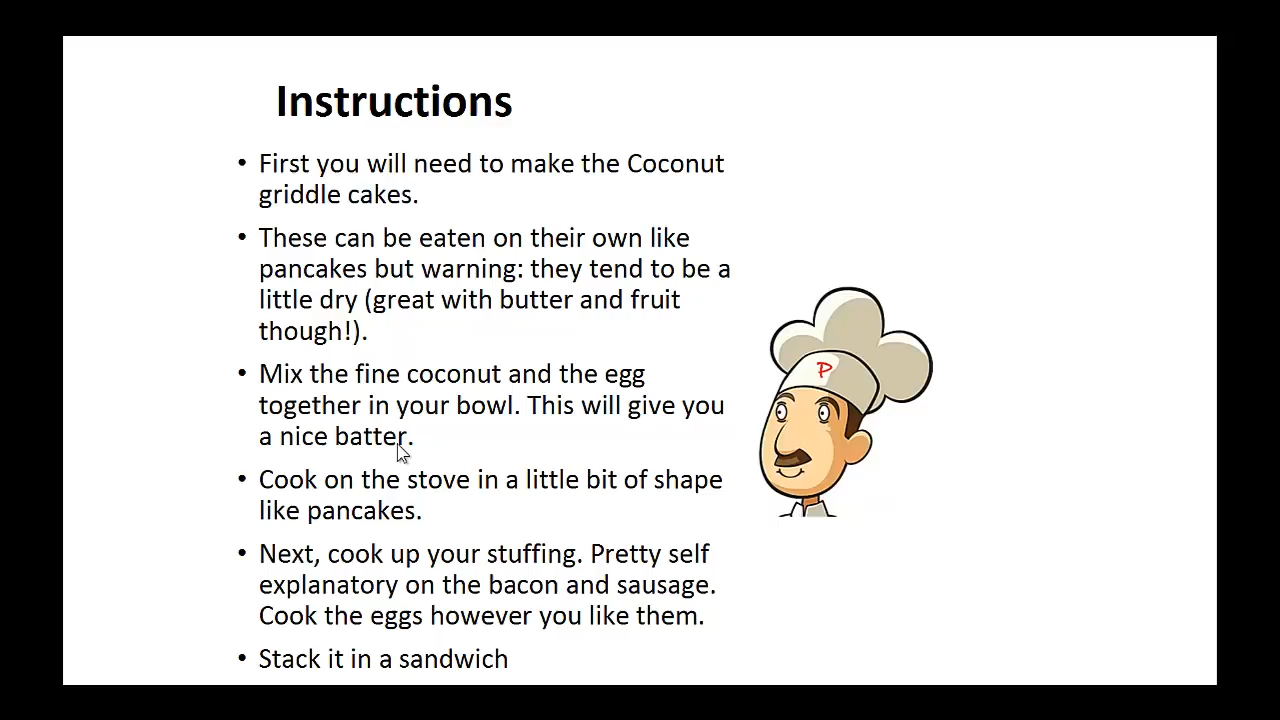 Instructions
• First you will need to make the Coconut
griddle cakes.
• These can be eaten on their own like
pancakes but warning: they tend to be a
little dry (great with butter and fruit
though!).
• Mix the fine coconut and the egg
together in your bowl. This will give you
a nice batter.
• Cook on the stove in a little bit of shape
like pancakes.
• Next, cook up your stuffing. Pretty self
explanatory on the bacon and sausage.
Cook the eggs however you like them.
• Stack it in a sandwich
P